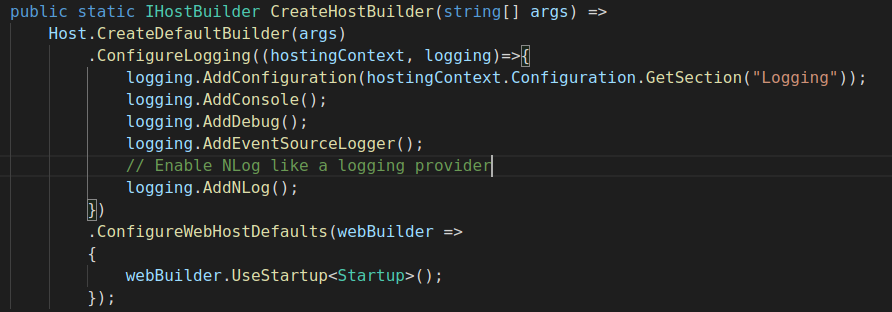 public static IHostBuilder CreateHostBuilder(string[] args) =>
    Host.CreateDefaultBuilder(args)
        .ConfigureLogging((hostingContext, logging)=>{
            logging.AddConfiguration(hostingContext.Configuration.GetSection("Logging"));
            logging.AddConsole();
            logging.AddDebug();
            logging.AddEventSourceLogger();
            // Enable NLog like a logging provider
            logging.AddNLog();
        })
        .ConfigureWebHostDefaults(webBuilder =>
        {
            webBuilder.UseStartup<Startup>();
        });